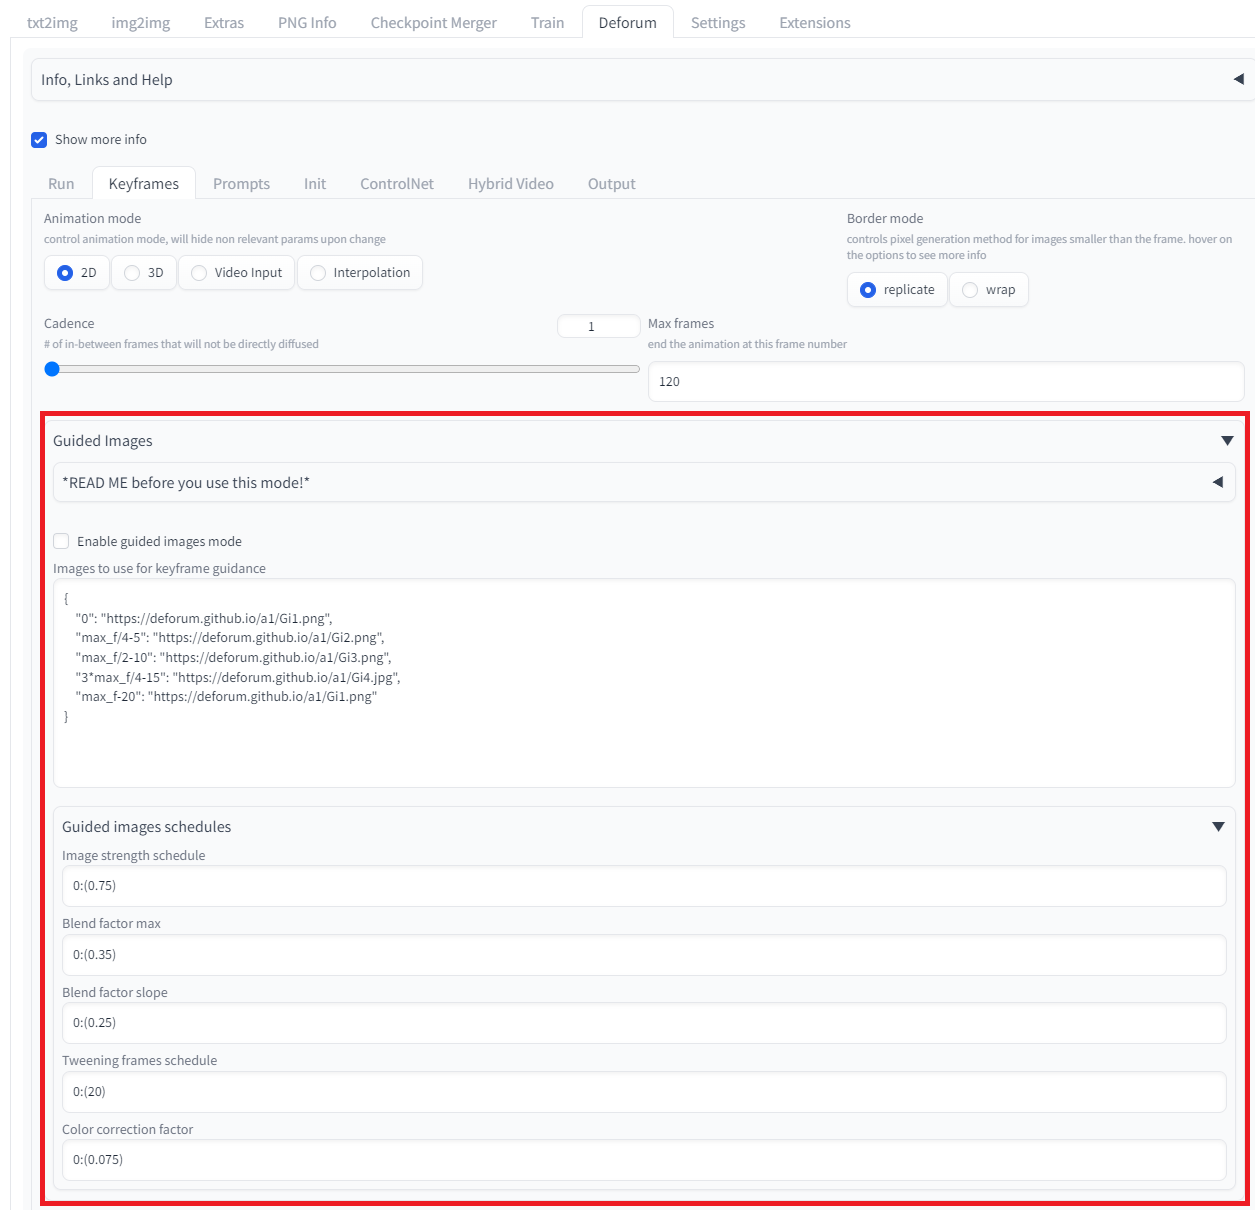 txt2img img2img Extras PNG Info Checkpoint Merger Train Deforum Settings Extensions
Info, Links and Help
Show more info
Run Keyframes Prompts Init ControlNet Hybrid Video Output
Animation mode
control animation mode, will hide non relevant params upon change
2D 3D Video Input Interpolation
Border mode
controls pixel generation method for images smaller than the frame. hover on
the options to see more info
replicate wrap
Cadence 1
# of in-between frames that will not be directly diffused
Max frames
end the animation at this frame number
120
Guided Images
*READ ME before you use this mode!*
Enable guided images mode
Images to use for keyframe guidance
{
"0": "https://deforum.github.io/a1/Gi1.png",
"max_f/4-5": "https://deforum.github.io/a1/Gi2.png",
"max_f/2-10": "https://deforum.github.io/a1/Gi3.png",
"3*max_f/4-15": "https://deforum.github.io/a1/Gi4.jpg",
"max_f-20": "https://deforum.github.io/a1/Gi1.png"
}
Guided images schedules
Image strength schedule
0:(0.75)
Blend factor max
0:(0.35)
Blend factor slope
0:(0.25)
Tweening frames schedule
0:(20)
Color correction factor
0:(0.075)